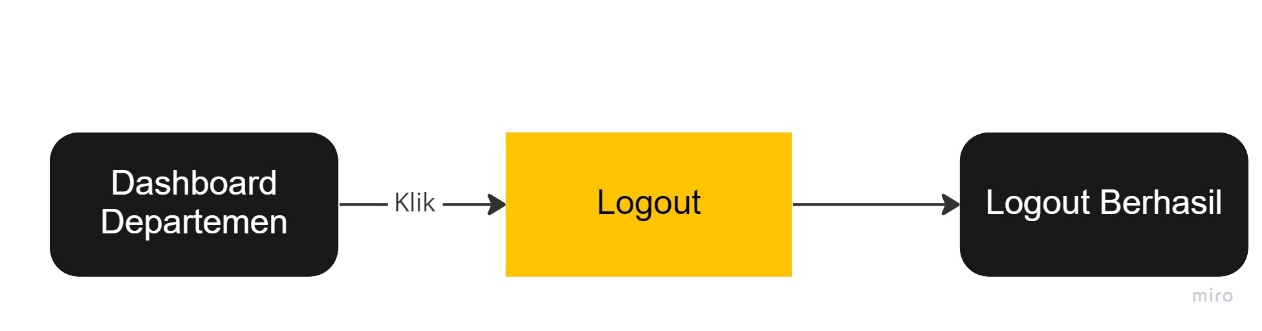 Dashboard
Departemen
Klik
Logout
Logout Berhasil
miro